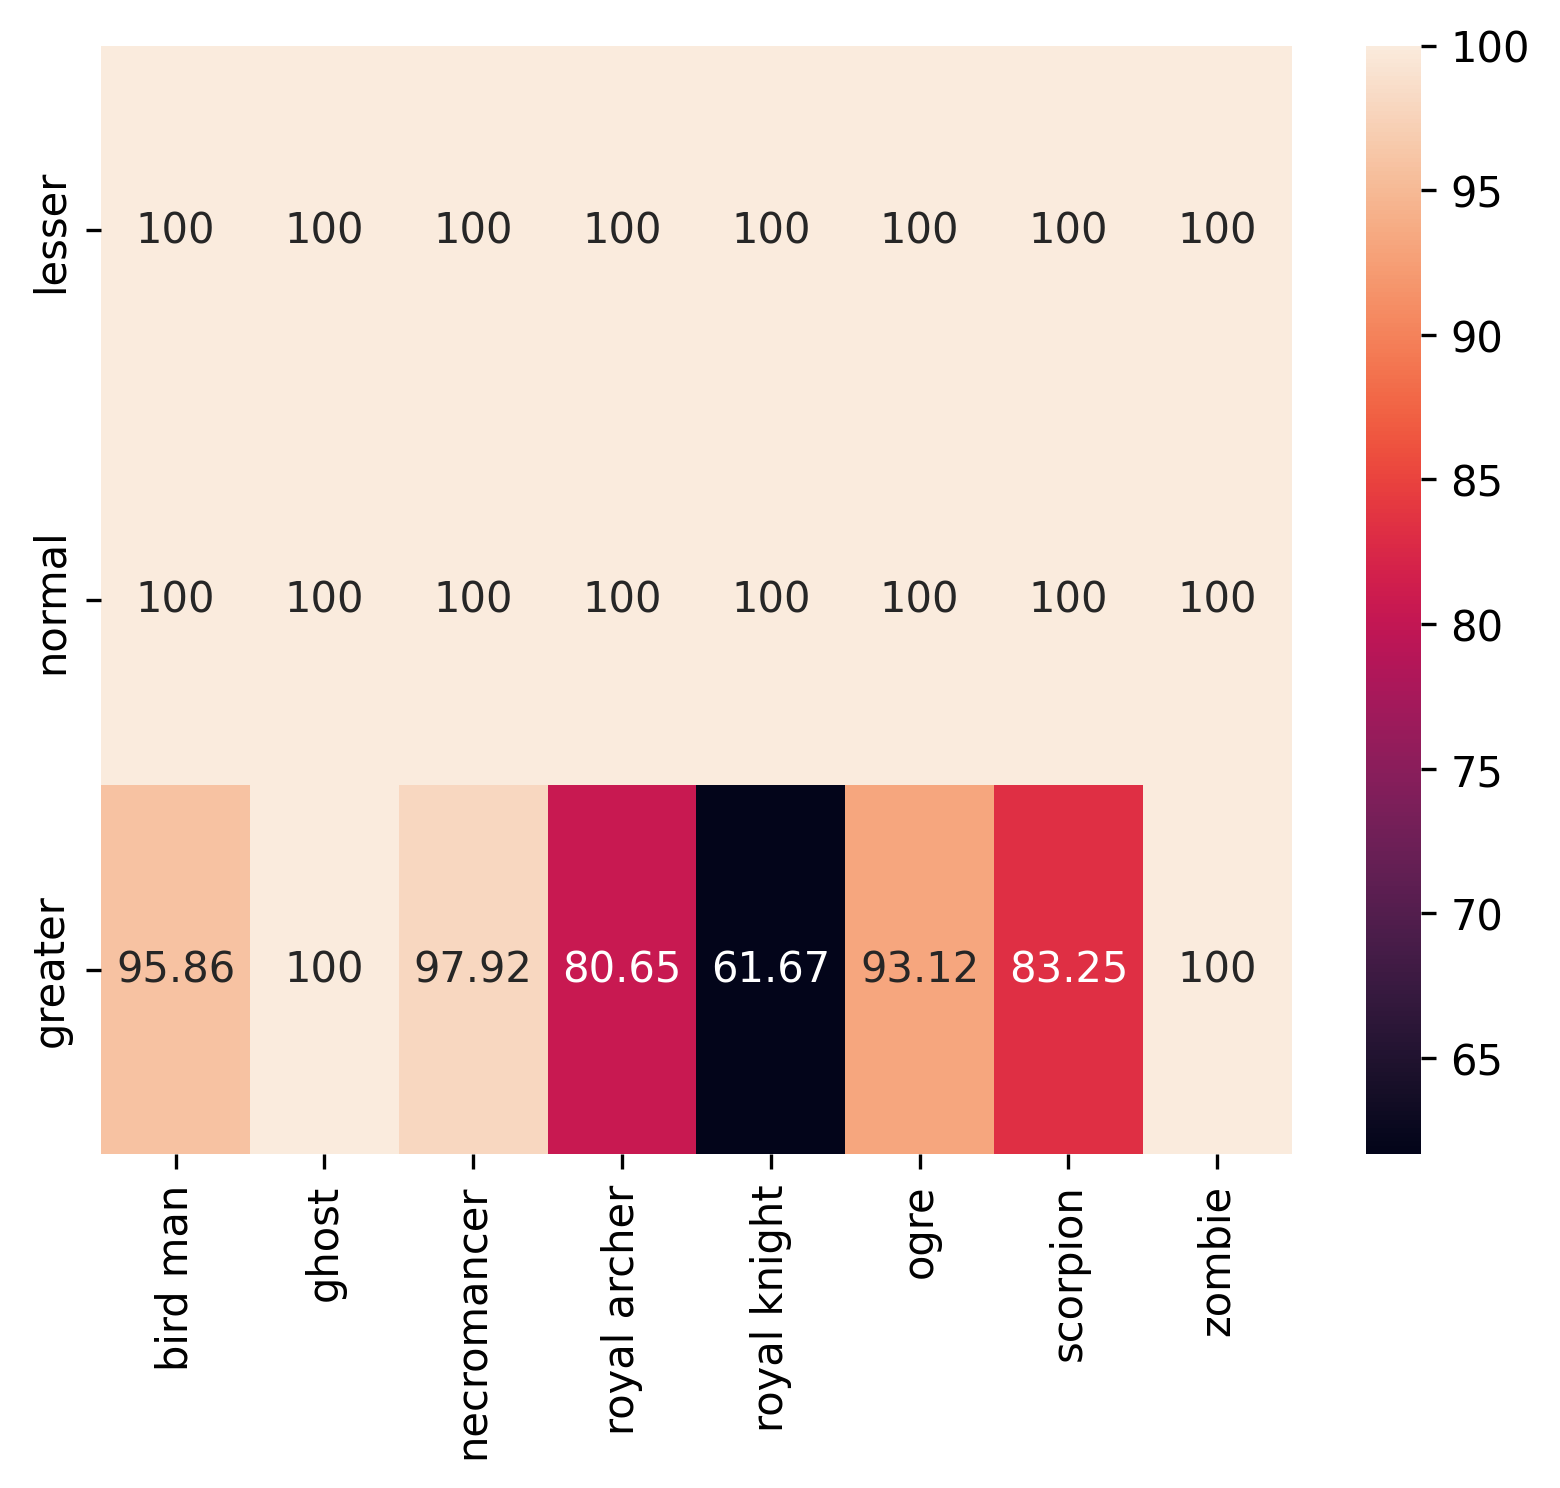 lesser 100 100 100 100 100 100 100 100
normal 100 100 100 100 100 100 100 100
greater 95.86 100 97.92 80.65 61.67 93.12 83.25 100
bird man ghost necromancer royal archer royal knight ogre scorpion zombie
100
95
90
85
80
75
70
65